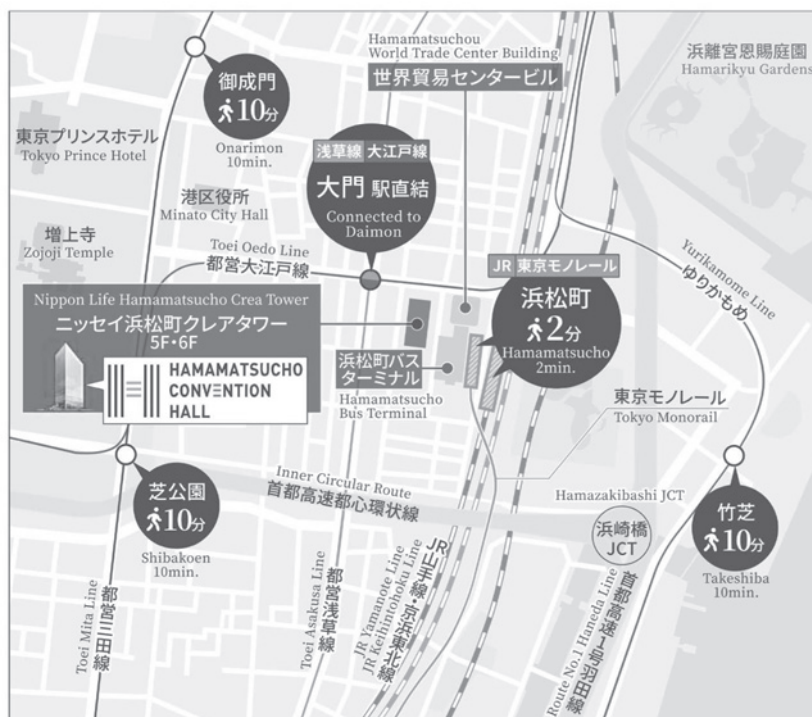 Hamamatsuchou
World Trade Center Building
世界貿易センタービル
浜離宮恩賜庭園
Hamarikyu Gardens
御成門
10分
Onarimon
10min.
東京プリンスホテル
Tokyo Prince Hotel
浅草線 大江戸線
大門 駅直結
Connected to
Daimon
港区役所
Minato City Hall
増上寺
Zojoji Temple
Toei Oedo Line
都営大江戸線
Yurikamome Line
ゆりかもめ
JR 東京モノレール
浜松町
2分
Hamamatsucho
2min.
Nippon Life Hamamatsucho Crea Tower
ニッセイ浜松町クレアタワー
5F・6F
HAMAMATSUCHO
CONVENTION
HALL
浜松町バス
ターミナル
Hamamatsucho
Bus Terminal
東京モノレール
Tokyo Monorail
芝公園
10分
Shibakoen
10min.
Inner Circular Route
首都高速都心環状線
Hamazakibashi JCT
浜崎橋
JCT
竹芝
10分
Takeshiba
10min.
Toei Mita Line
都営三田線
Toei Asakusa Line
都営浅草線
JR Yamanote Line
JR Keihintohoku Line
JR山手線・京浜東北線
Route No.1 Haneda Line
首都高速1号羽田線